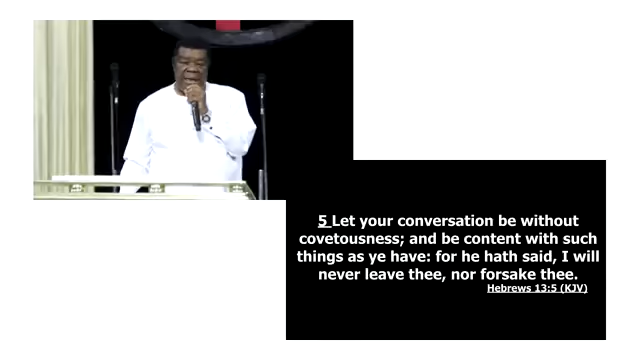 5 Let your conversation be without
covetousness; and be content with such
things as ye have: for he hath said, I will
never leave thee, nor forsake thee.
Hebrews 13:5 (KJV)